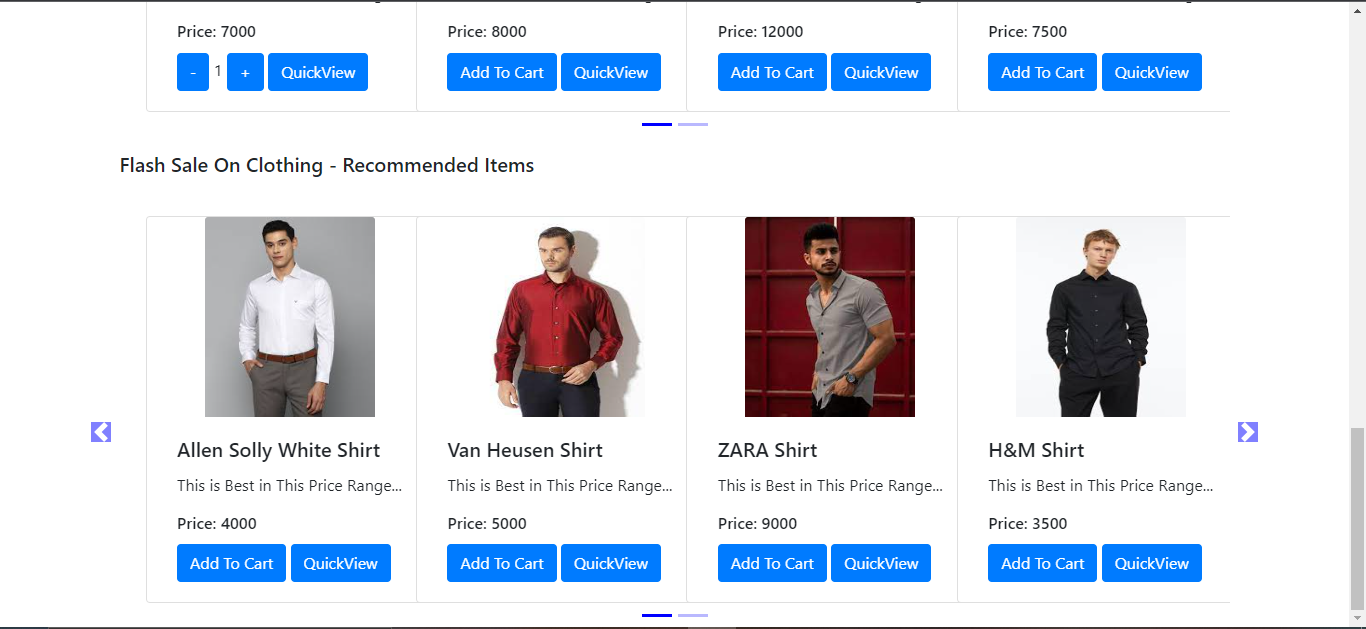 Price: 7000
Price: 8000
Price: 12000
Price: 7500
- 1 + QuickView
Add To Cart QuickView
Add To Cart QuickView
Add To Cart QuickView
Flash Sale On Clothing - Recommended Items
Allen Solly White Shirt
This is Best in This Price Range...
Price: 4000
Add To Cart QuickView
Van Heusen Shirt
This is Best in This Price Range...
Price: 5000
Add To Cart QuickView
ZARA Shirt
This is Best in This Price Range...
Price: 9000
Add To Cart QuickView
H&M Shirt
This is Best in This Price Range...
Price: 3500
Add To Cart QuickView